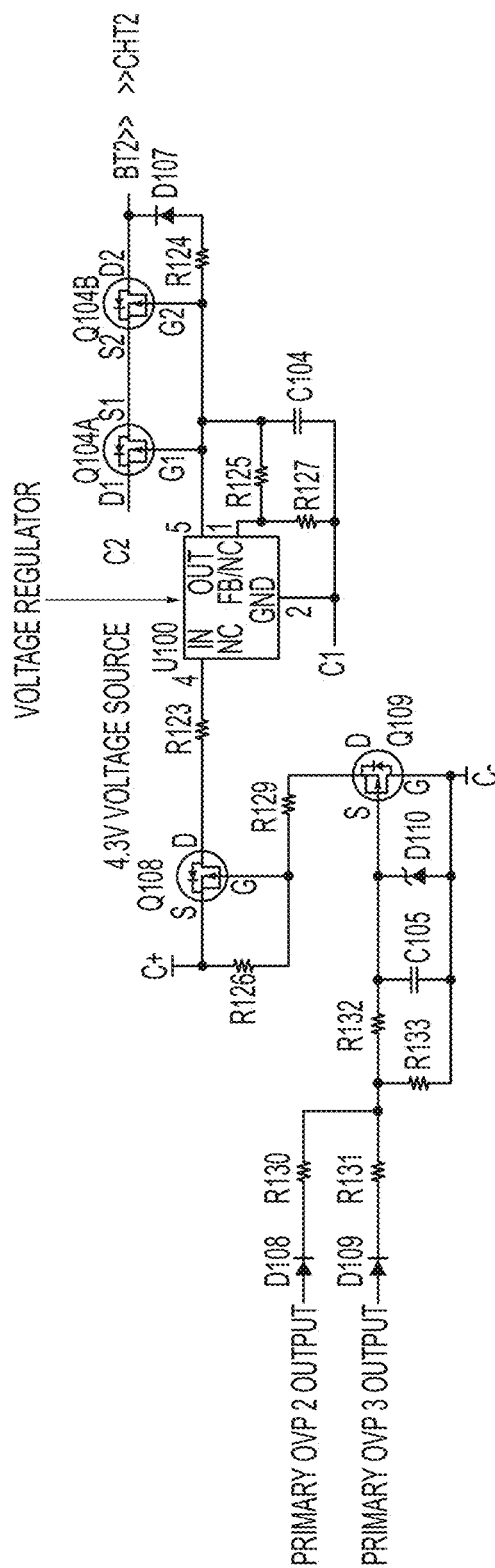 VOLTAGE REGULATOR
4.3V VOLTAGE SOURCE
C2
Q104A
D1
S1
G1
Q104B
S2
D2
G2
BT2>> >>CHT2
D107
R124
U100
4
IN
OUT
5
NC
FB/NC
1
GND
2
R123
R125
R127
C104
C1
Q108
S
D
G
C+
R126
R129
Q109
D
S
G
D110
C-
C105
R132
R133
R130
R131
D108
D109
PRIMARY OVP 2 OUTPUT
PRIMARY OVP 3 OUTPUT